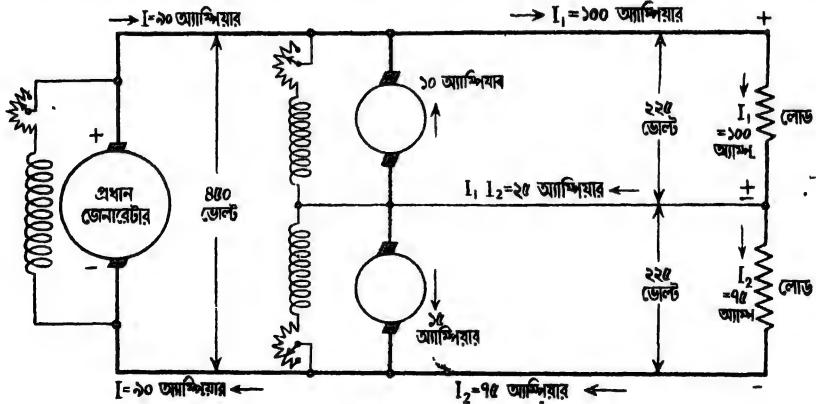 I=৯০ অ্যাম্পিয়ার
I₁=১০০ অ্যাম্পিয়ার
+
১০ অ্যাম্পিয়ার
২২৫
ভোল্ট
I₁
=১০০
অ্যাম্প
লোড
+
প্রধান
জেনারেটার
-
৪৫০
ভোল্ট
I₁ I₂=২৫ অ্যাম্পিয়ার
±
২২৫
ভোল্ট
I₂
=৭৫
অ্যাম্প
লোড
১৫
অ্যাম্পিয়ার
I=৯০ অ্যাম্পিয়ার
I₂=৭৫ অ্যাম্পিয়ার
-